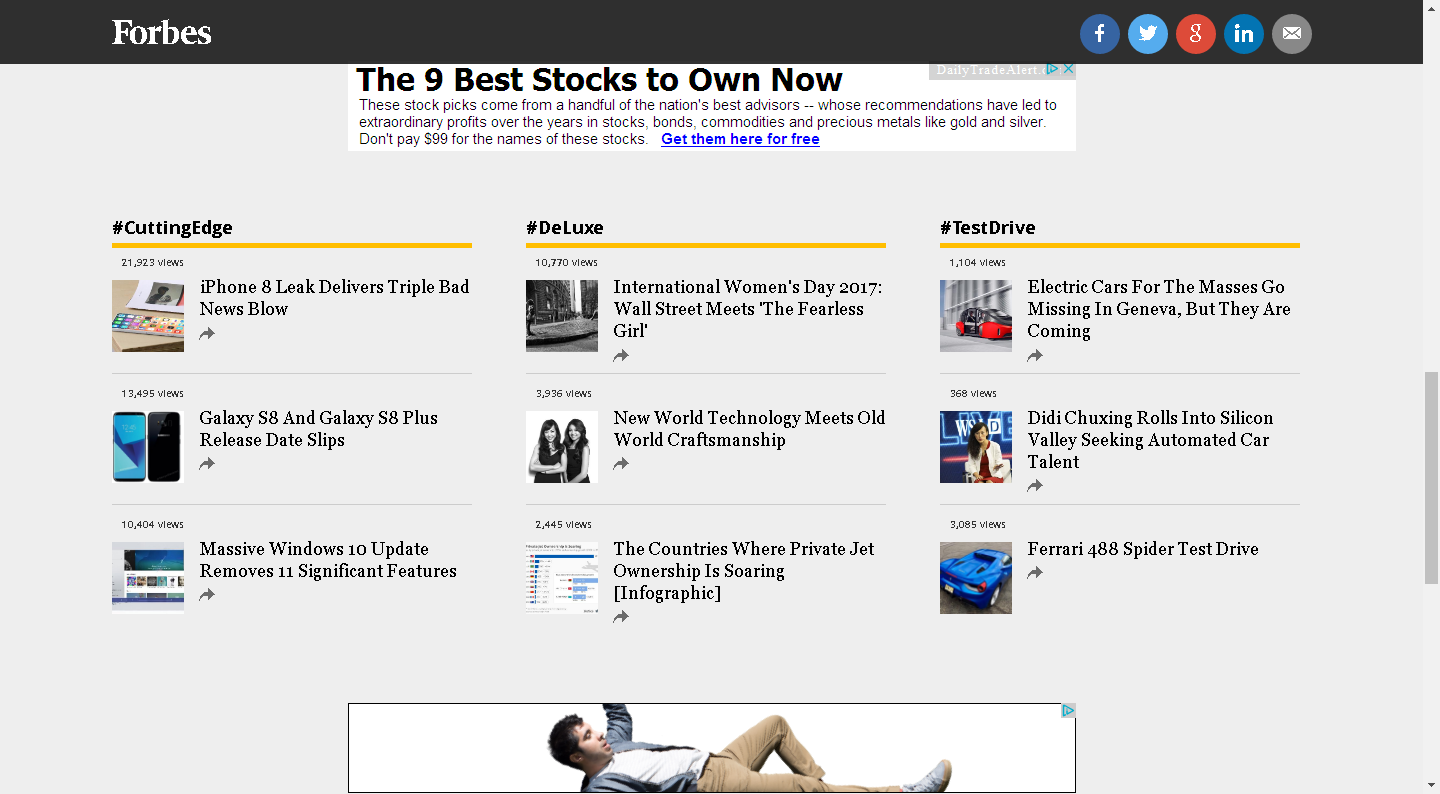 Forbes
The 9 Best Stocks to Own Now
DailyTradeAlert.
These stock picks come from a handful of the nation's best advisors -- whose recommendations have led to
extraordinary profits over the years in stocks, bonds, commodities and precious metals like gold and silver.
Don't pay $99 for the names of these stocks. Get them here for free
#CuttingEdge
21,923 views
iPhone 8 Leak Delivers Triple Bad
News Blow
13,495 views
Galaxy S8 And Galaxy S8 Plus
Release Date Slips
10,404 views
Massive Windows 10 Update
Removes 11 Significant Features
#DeLuxe
10,770 views
International Women's Day 2017:
Wall Street Meets 'The Fearless
Girl'
3,936 views
New World Technology Meets Old
World Craftsmanship
2,445 views
The Countries Where Private Jet
Ownership Is Soaring
[Infographic]
#TestDrive
1,104 views
Electric Cars For The Masses Go
Missing In Geneva, But They Are
Coming
368 views
Didi Chuxing Rolls Into Silicon
Valley Seeking Automated Car
Talent
3,085 views
Ferrari 488 Spider Test Drive